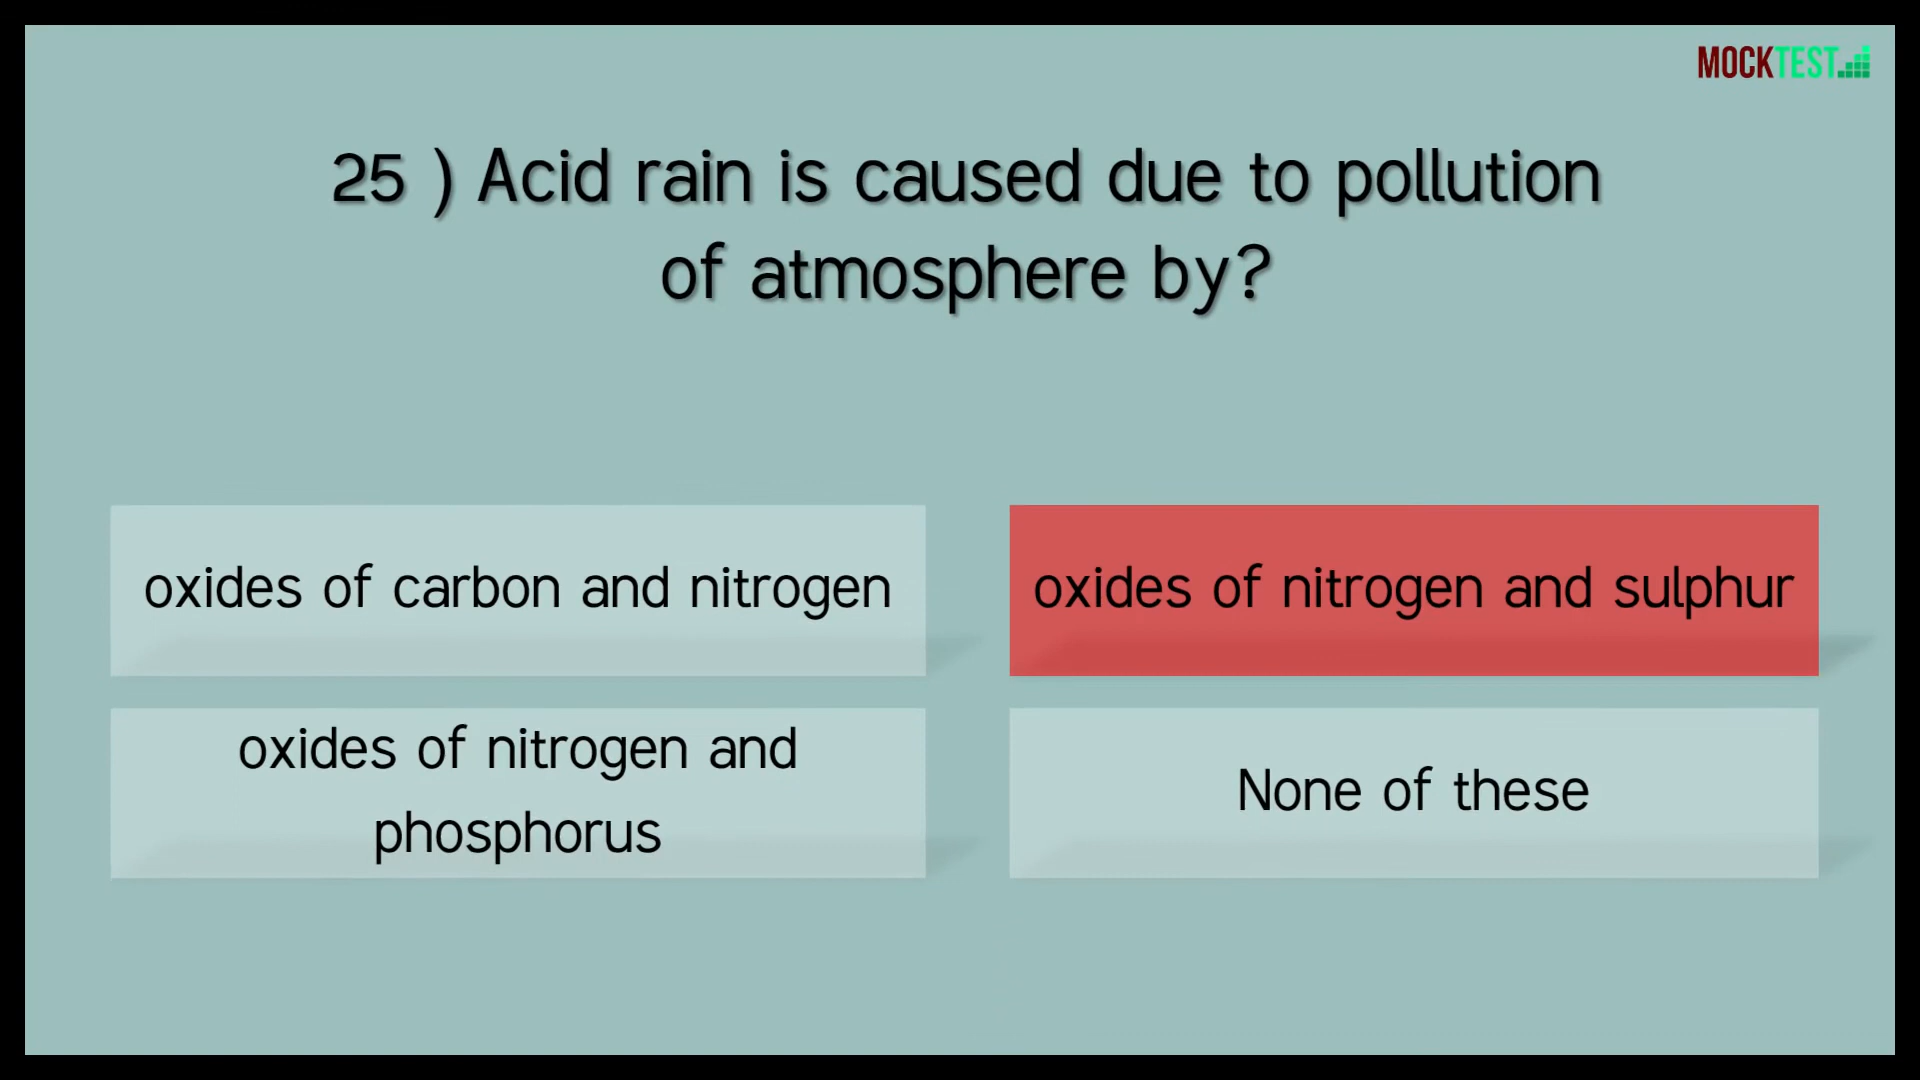 MOCKTEST
25 ) Acid rain is caused due to pollution
of atmosphere by?
oxides of carbon and nitrogen
oxides of nitrogen and sulphur
oxides of nitrogen and
phosphorus
None of these